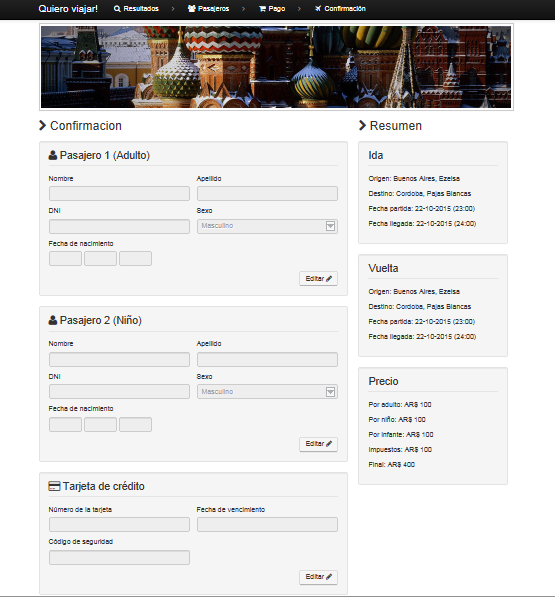 Quiero viajar! Resultados Pasajeros Pago Confirmación
Confirmacion
Pasajero 1 (Adulto)
Nombre Apellido
DNI Sexo
Masculino
Fecha de nacimiento
Editar
Pasajero 2 (Niño)
Nombre Apellido
DNI Sexo
Masculino
Fecha de nacimiento
Editar
Tarjeta de crédito
Número de la tarjeta Fecha de vencimiento
Código de seguridad
Editar
Resumen
Ida
Origen: Buenos Aires, Ezeisa
Destino: Cordoba, Pajas Blancas
Fecha partida: 22-10-2015 (23:00)
Fecha llegada: 22-10-2015 (24:00)
Vuelta
Origen: Buenos Aires, Ezeisa
Destino: Cordoba, Pajas Blancas
Fecha partida: 22-10-2015 (23:00)
Fecha llegada: 22-10-2015 (24:00)
Precio
Por adulto: AR$ 100
Por niño: AR$ 100
Por infante: AR$ 100
Impuestos: AR$ 100
Final: AR$ 400